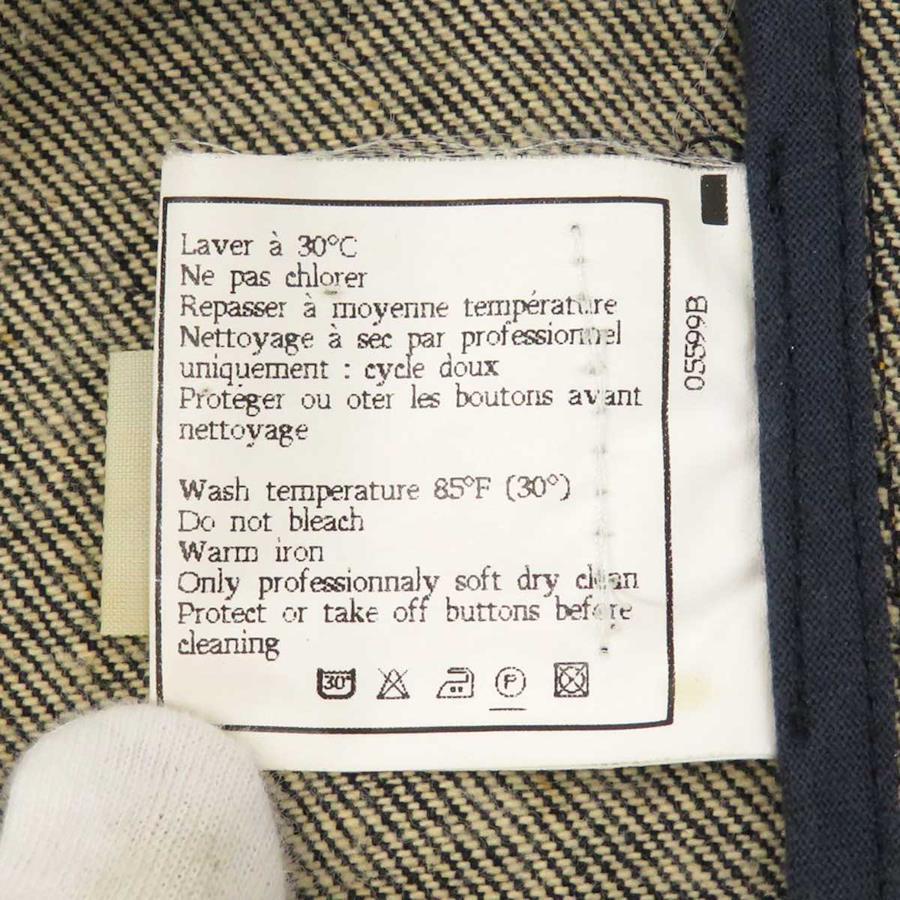 Laver à 30°C
Ne pas chlorer
Repasser à moyenne température
Nettoyage à sec par professionnel
uniquement : cycle doux
Protéger ou oter les boutons avant
nettoyage
Wash temperature 85°F (30°)
Do not bleach
Warm iron
Only professionnaly soft dry clean
Protect or take off buttons before
cleaning
30° P
05599B